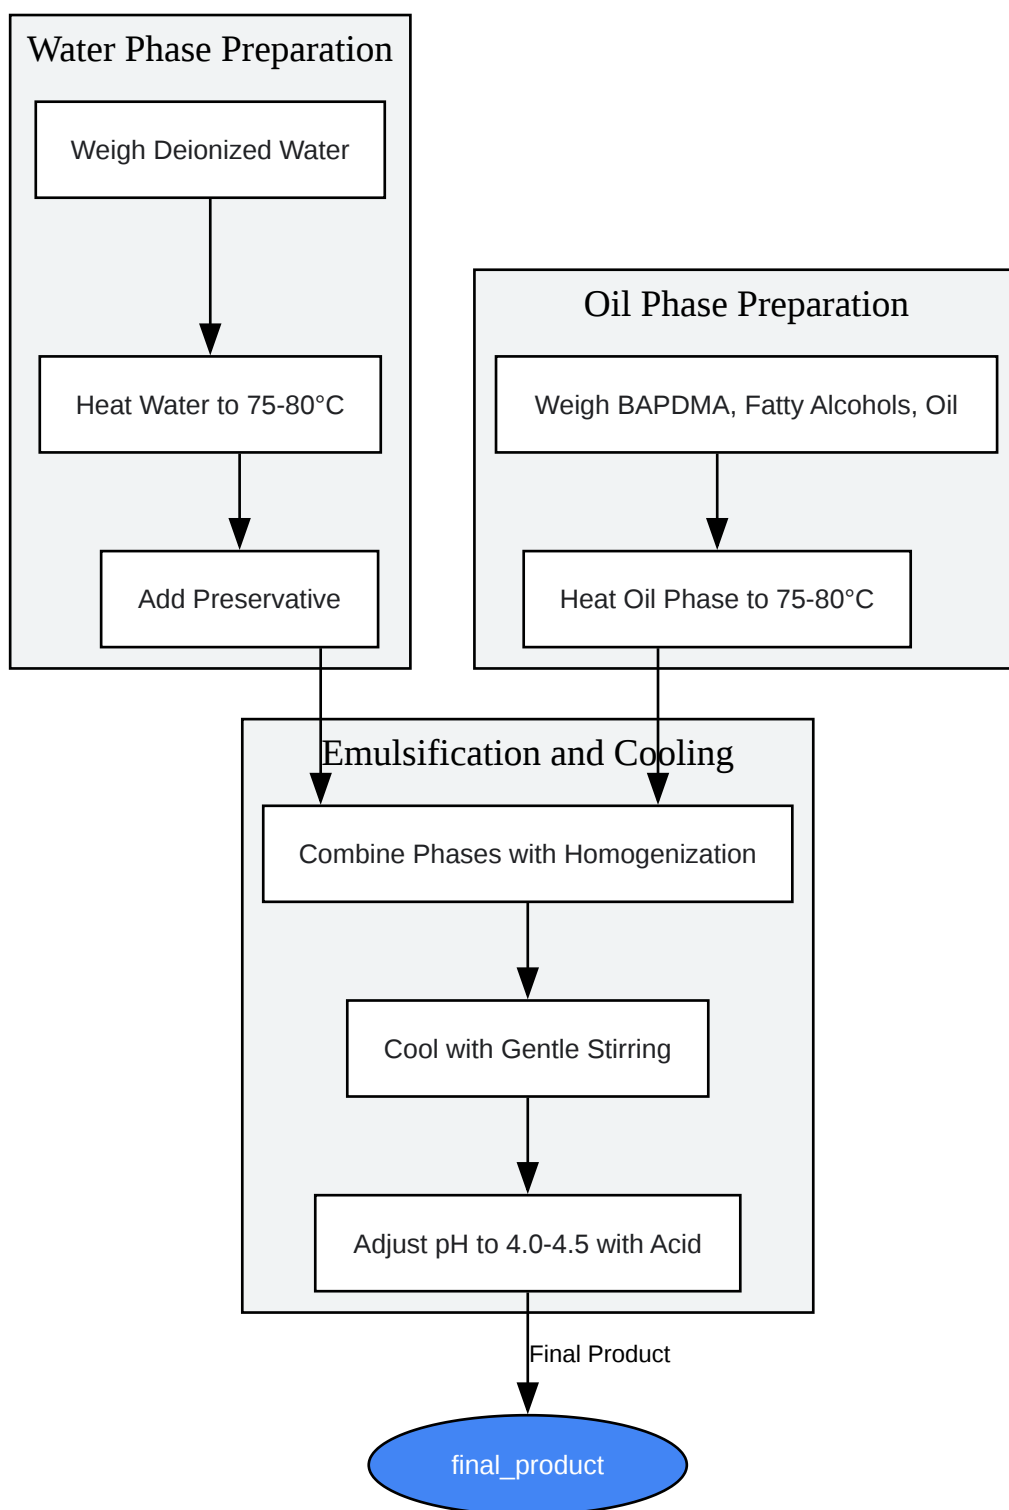 Water Phase Preparation
Weigh Deionized Water
Heat Water to 75-80°C
Add Preservative
Oil Phase Preparation
Weigh BAPDMA, Fatty Alcohols, Oil
Heat Oil Phase to 75-80°C
Emulsification and Cooling
Combine Phases with Homogenization
Cool with Gentle Stirring
Adjust pH to 4.0-4.5 with Acid
Final Product
final_product